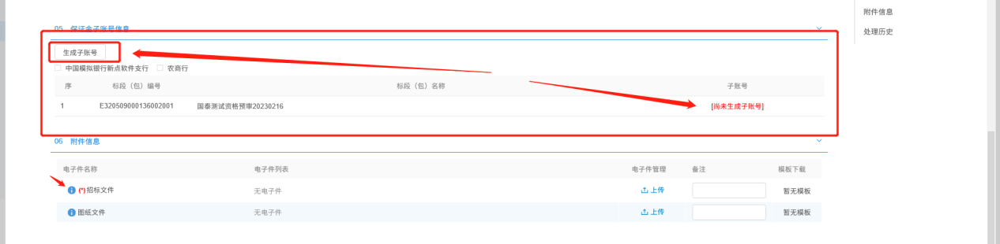 附件信息
处理历史
05 保证金子账号信息
生成子账号
中国模拟银行新点软件支行 农商行
序 标段（包）编号 标段（包）名称 子账号
1 E320509000136002001 国泰测试资格预审20230216 [尚未生成子账号]
06 附件信息
电子件名称 电子件列表 电子件管理 备注 模板下载
(*)招标文件 无电子件 上传 暂无模板
图纸文件 无电子件 上传 暂无模板